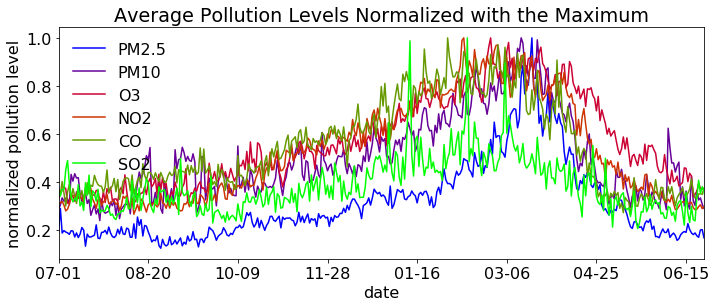 Average Pollution Levels Normalized with the Maximum
normalized pollution level
1.0
0.8
0.6
0.4
0.2
PM2.5
PM10
O3
NO2
CO
SO2
07-01 08-20 10-09 11-28 01-16 03-06 04-25 06-15
date